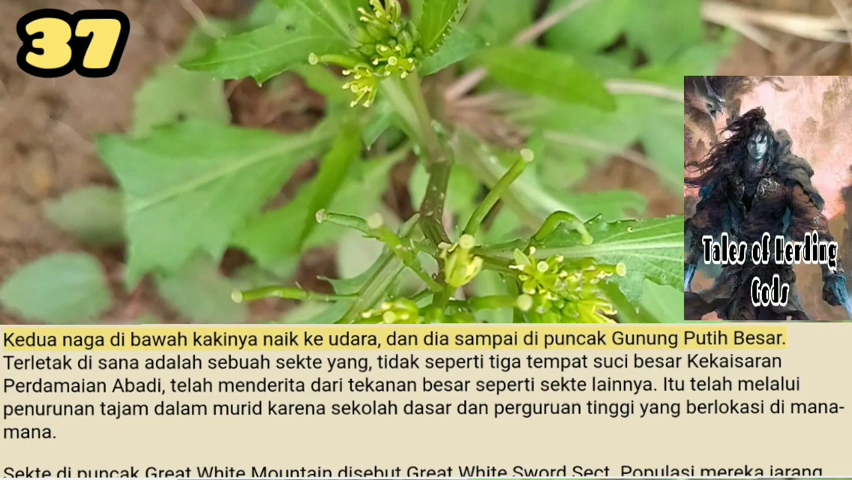 37
Tales of Herding
Gods
Kedua naga di bawah kakinya naik ke udara, dan dia sampai di puncak Gunung Putih Besar.
Terletak di sana adalah sebuah sekte yang, tidak seperti tiga tempat suci besar Kekaisaran
Perdamaian Abadi, telah menderita dari tekanan besar seperti sekte lainnya. Itu telah melalui
penurunan tajam dalam murid karena sekolah dasar dan perguruan tinggi yang berlokasi di mana-
mana.
Sekte di puncak Great White Mountain disebut Great White Sword Sect. Populasi mereka jarang